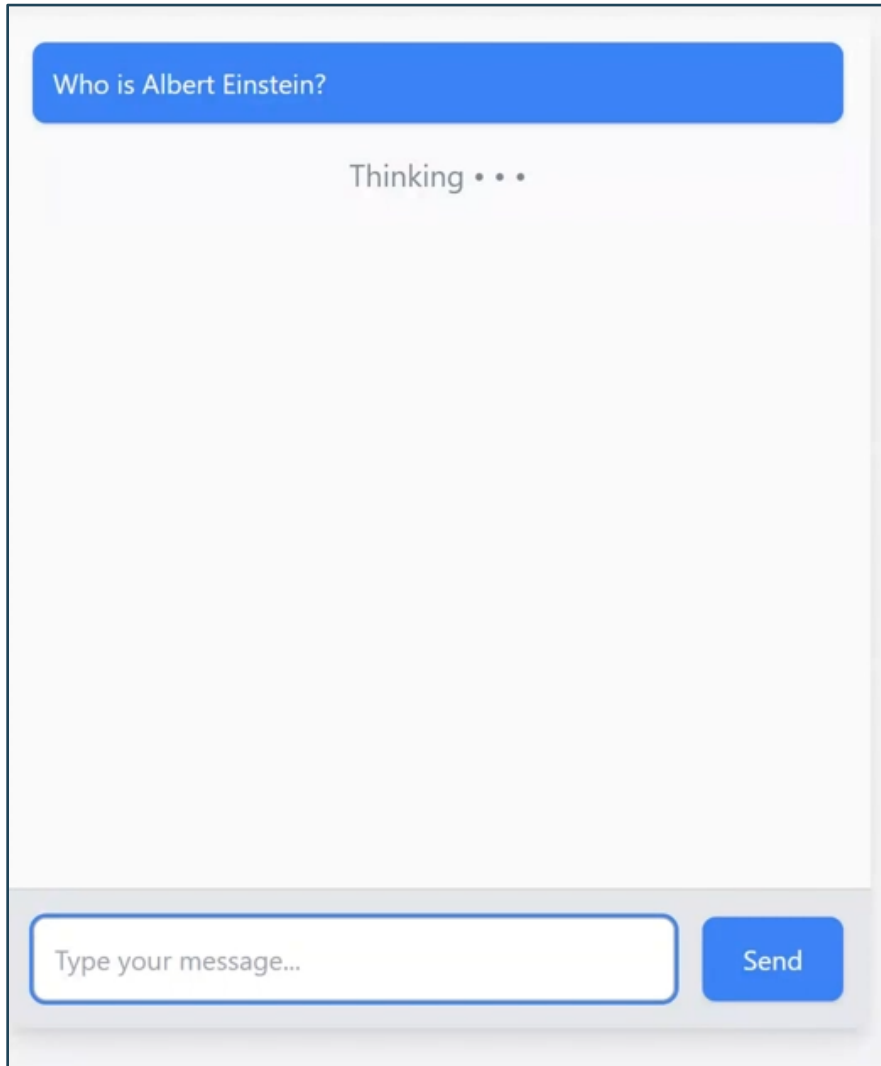 Who is Albert Einstein?
Thinking • • •
Type your message...
Send